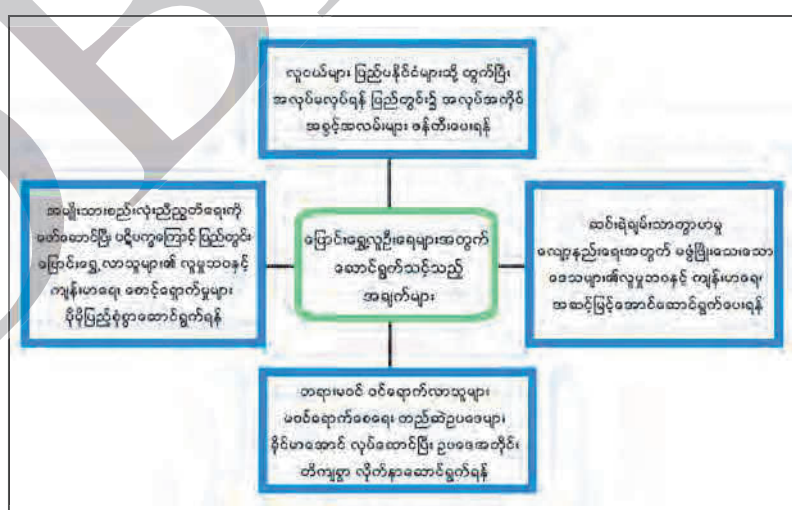 လူငယ်များ ပြည်ပနိုင်ငံများသို့ ထွက်ပြီး
အလုပ်မလုပ်ရန် ပြည်တွင်း၌ အလုပ်အကိုင်
အခွင့်အလမ်းများ ဖန်တီးပေးရန်
အမျိုးသားစည်းလုံးညီညွတ်ရေးကို
ဖော်ဆောင်ပြီး ပဋိပက္ခကြောင့် ပြည်တွင်း
ပြောင်းရွှေ့လာသူများ၏ လူမှုဘဝနှင့်
ကျန်းမာရေး စောင့်ရှောက်မှုများ
ပိုမိုပြည့်စုံစွာဆောင်ရွက်ရန်
ပြောင်းရွှေ့လူဦးရေများအတွက်
ဆောင်ရွက်သင့်သည့်
အချက်များ
ဆင်းရဲချမ်းသာကွာဟမှု
လျော့နည်းရေးအတွက် မဖွံ့ဖြိုးသေးသော
ဒေသများ၏လူမှုဘဝနှင့် ကျန်းမာရေး
အဆင့်မြင့်အောင်ဆောင်ရွက်ပေးရန်
တရားမဝင် ဝင်ရောက်လာသူများ
မဝင်ရောက်စေရေး တည်ဆဲဥပဒေများ
ခိုင်မာအောင် လုပ်ဆောင်ပြီး ဥပဒေအတိုင်း
တိကျစွာ လိုက်နာဆောင်ရွက်ရန်